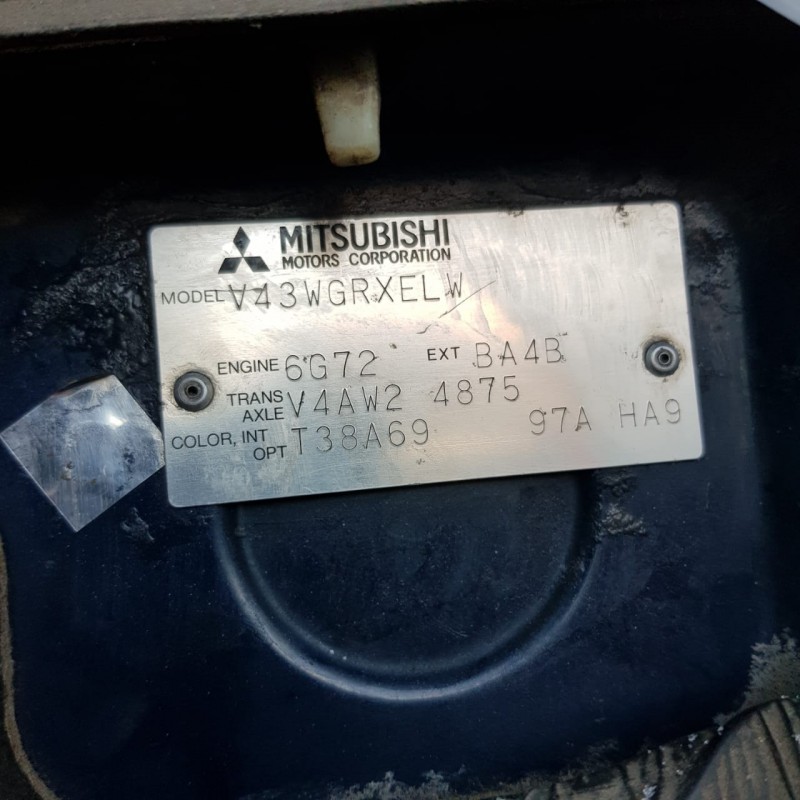 MITSUBISHI
MOTORS CORPORATION
MODEL V43WGRXELW
ENGINE 6G72 EXT BA4B
TRANS AXLE V4AW2 4875
COLOR, INT OPT T38A69 97A HA9